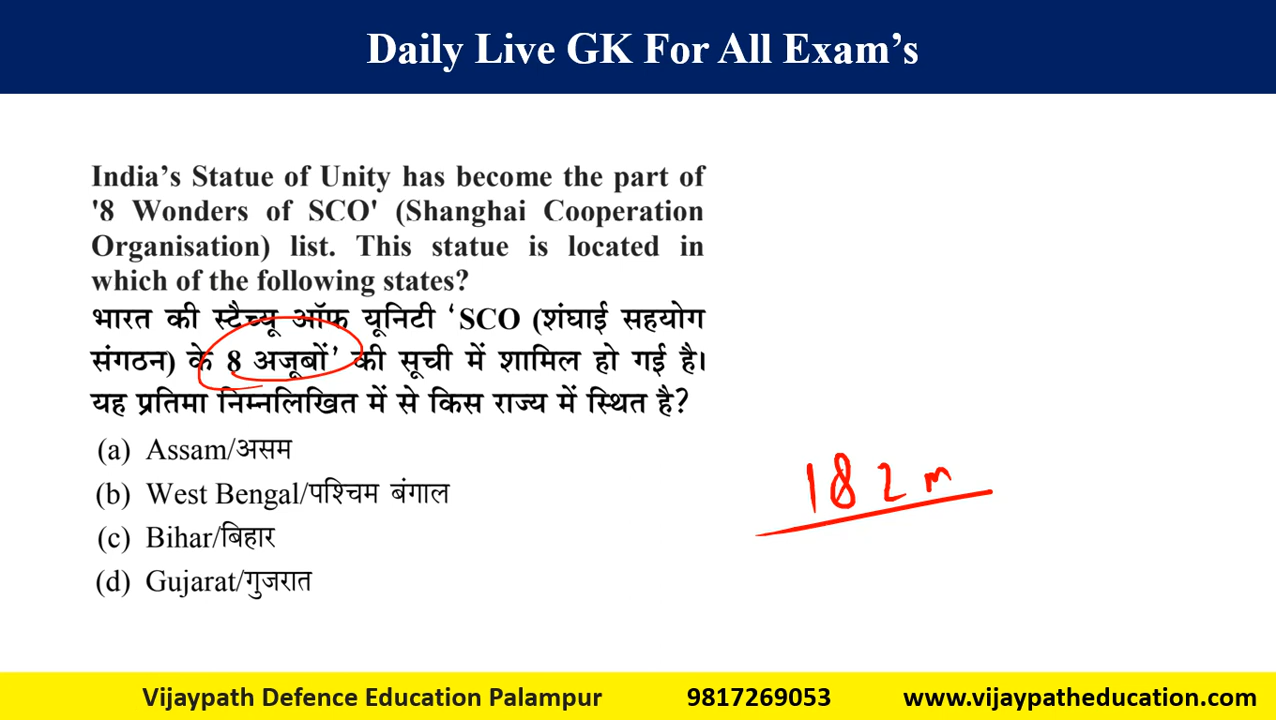 Daily Live GK For All Exam's
India's Statue of Unity has become the part of
'8 Wonders of SCO' (Shanghai Cooperation
Organisation) list. This statue is located in
which of the following states?
भारत की स्टैच्यू ऑफ यूनिटी ‘SCO (शंघाई सहयोग
संगठन) के 8 अजूबों’ की सूची में शामिल हो गई है।
यह प्रतिमा निम्नलिखित में से किस राज्य में स्थित है?
(a) Assam/असम
(b) West Bengal/पश्चिम बंगाल
182 m
(c) Bihar/बिहार
(d) Gujarat/गुजरात
Vijaypath Defence Education Palampur 9817269053 www.vijaypatheducation.com